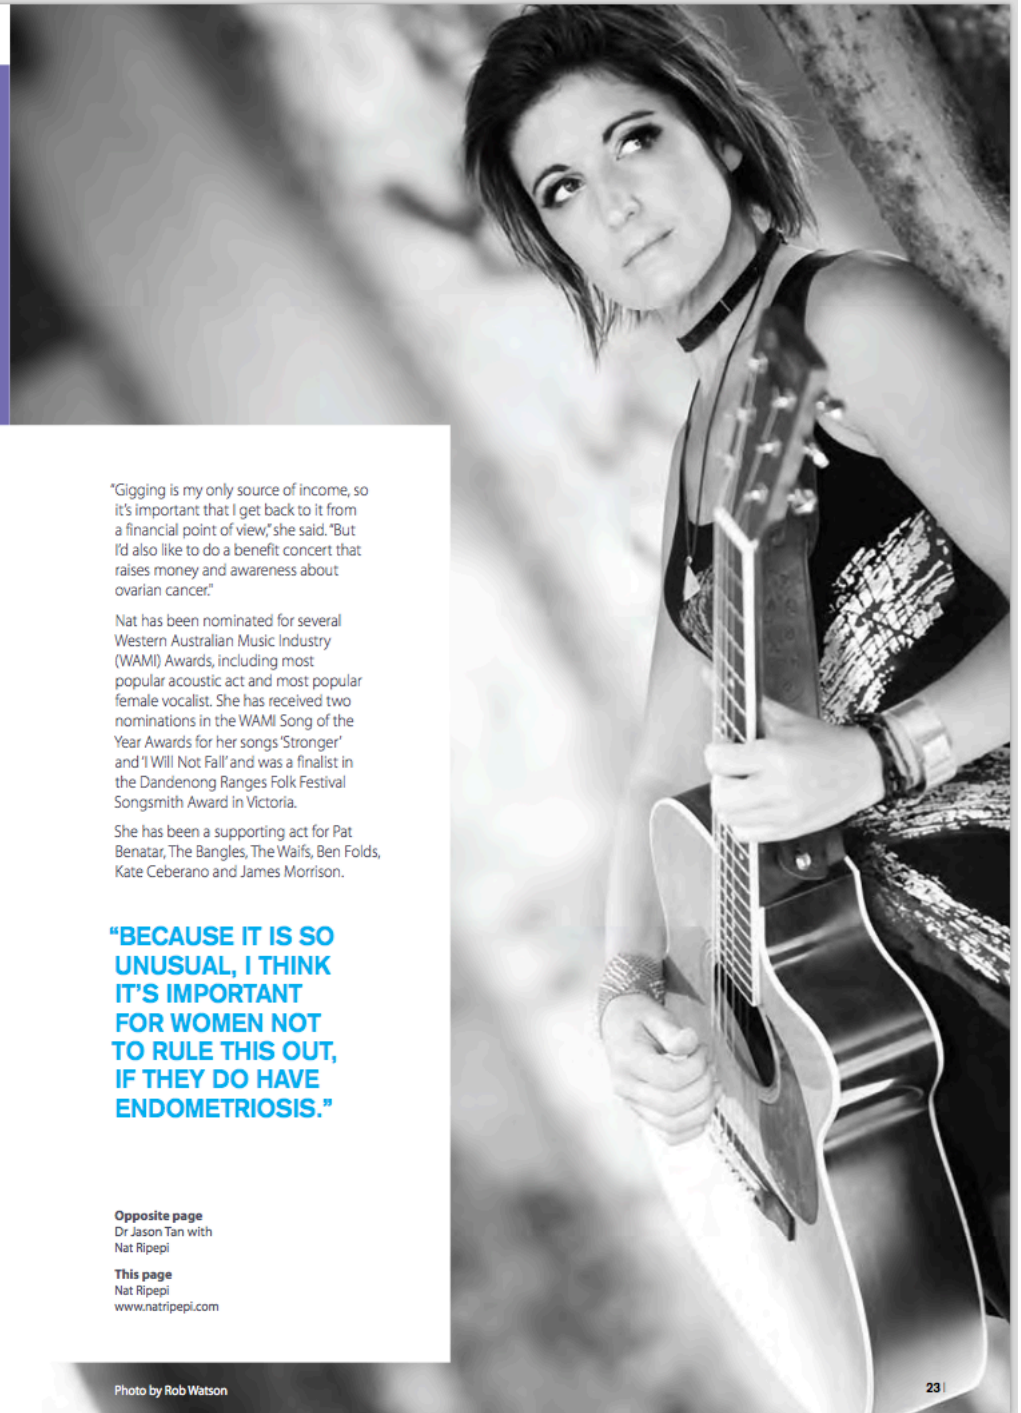 “Gigging is my only source of income, so
it’s important that I get back to it from
a financial point of view,” she said. “But
I’d also like to do a benefit concert that
raises money and awareness about
ovarian cancer.”
Nat has been nominated for several
Western Australian Music Industry
(WAMI) Awards, including most
popular acoustic act and most popular
female vocalist. She has received two
nominations in the WAMI Song of the
Year Awards for her songs ‘Stronger’
and ‘I Will Not Fall’ and was a finalist in
the Dandenong Ranges Folk Festival
Songsmith Award in Victoria.
She has been a supporting act for Pat
Benatar, The Bangles, The Waifs, Ben Folds,
Kate Ceberano and James Morrison.
“BECAUSE IT IS SO
UNUSUAL, I THINK
IT’S IMPORTANT
FOR WOMEN NOT
TO RULE THIS OUT,
IF THEY DO HAVE
ENDOMETRIOSIS.”
Opposite page
Dr Jason Tan with
Nat Ripepi
This page
Nat Ripepi
www.natripepi.com
Photo by Rob Watson
23 |